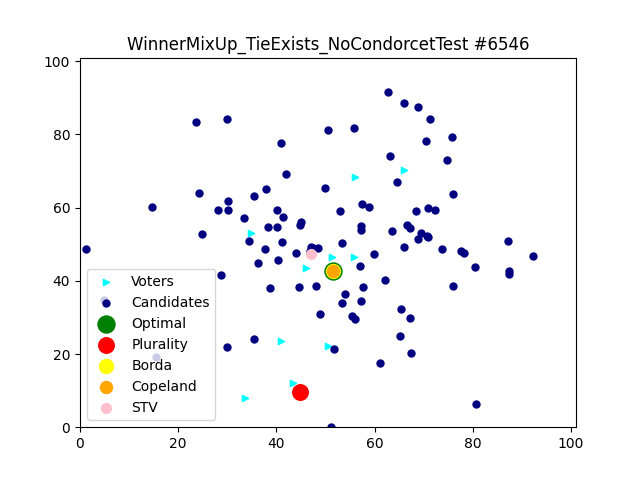 WinnerMixUp_TieExists_NoCondorcetTest #6546
100
80
60
40
20
0
Voters
Candidates
Optimal
Plurality
Borda
Copeland
STV
0 20 40 60 80 100